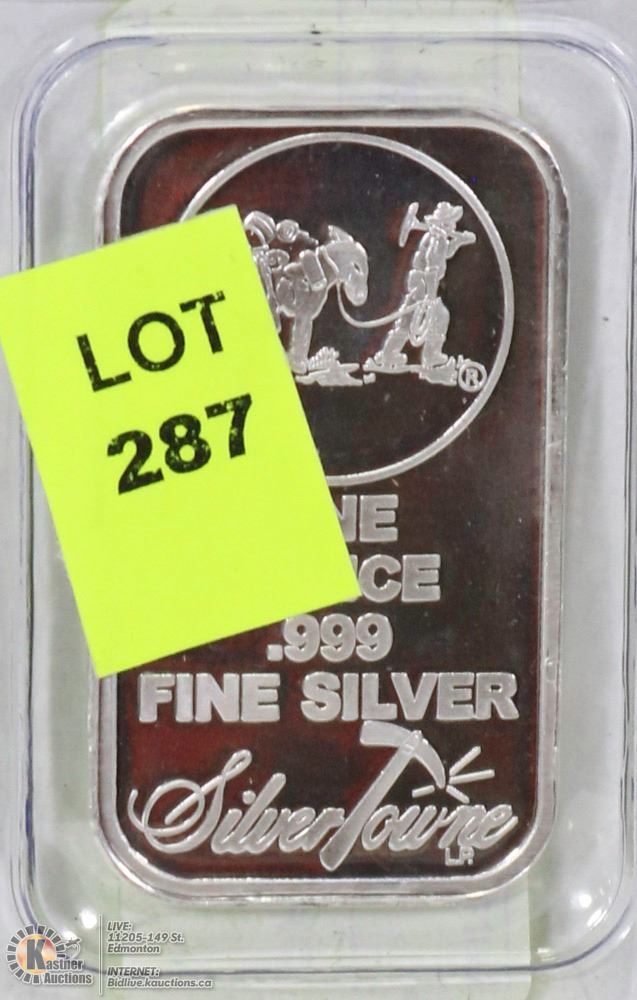 LOT
287
®
NE
CE
.999
FINE SILVER
SilverTowne
L.P.
Kastner
Auctions
LIVE:
11205-149 St.
Edmonton
INTERNET:
Bidlive.kauctions.ca